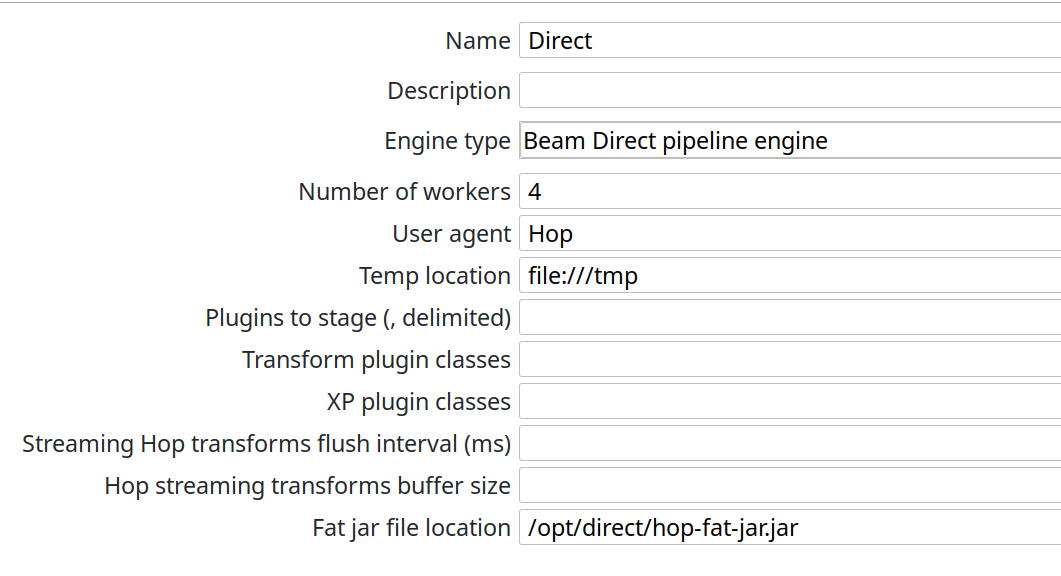 Name Direct
Description
Engine type Beam Direct pipeline engine
Number of workers 4
User agent Hop
Temp location file:///tmp
Plugins to stage (, delimited)
Transform plugin classes
XP plugin classes
Streaming Hop transforms flush interval (ms)
Hop streaming transforms buffer size
Fat jar file location /opt/direct/hop-fat-jar.jar